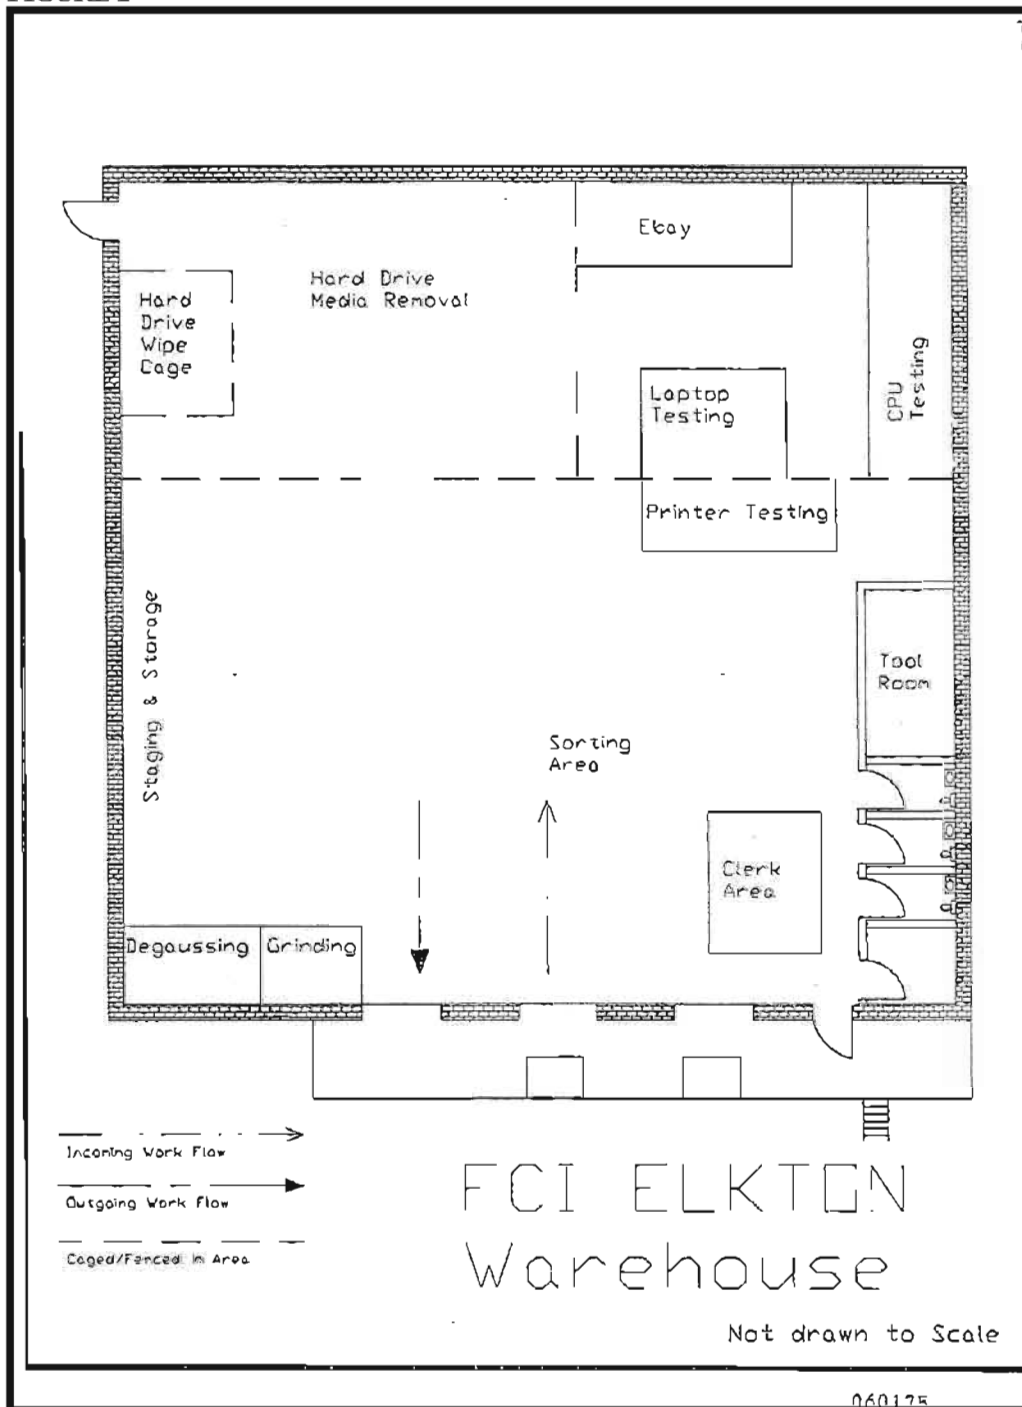 Ebay
Hard Drive
Media Removal
Hard
Drive
Wipe
Cage
CPU
Testing
Laptop
Testing
Printer Testing
Staging & Storage
Tool
Room
Sorting
Area
Clerk
Area
Degaussing
Grinding
Incoming Work Flow
Outgoing Work Flow
Caged/Fenced in Area
FCI ELKTON
Warehouse
Not drawn to Scale
060175